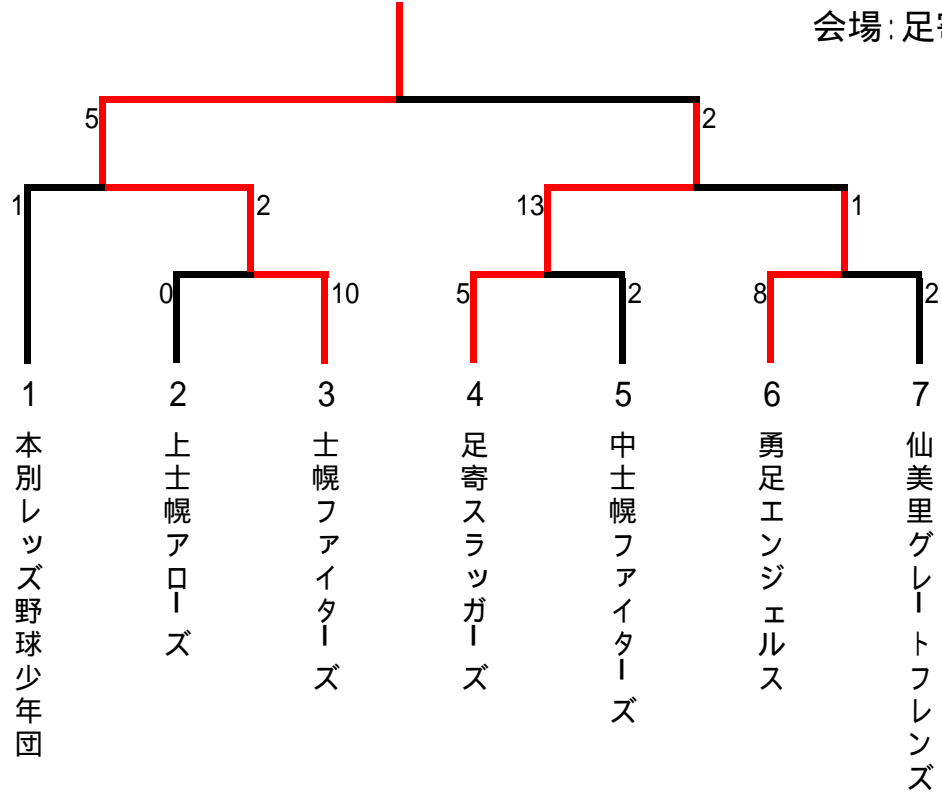 会場：足寄
5
2
1
2
13
1
0
10
5
2
8
2
1
2
3
4
5
6
7
本別レッズ野球少年団
上士幌アローズ
士幌ファイターズ
足寄スラッガーズ
中士幌ファイターズ
勇足エンジェルス
仙美里グレートフレンズ